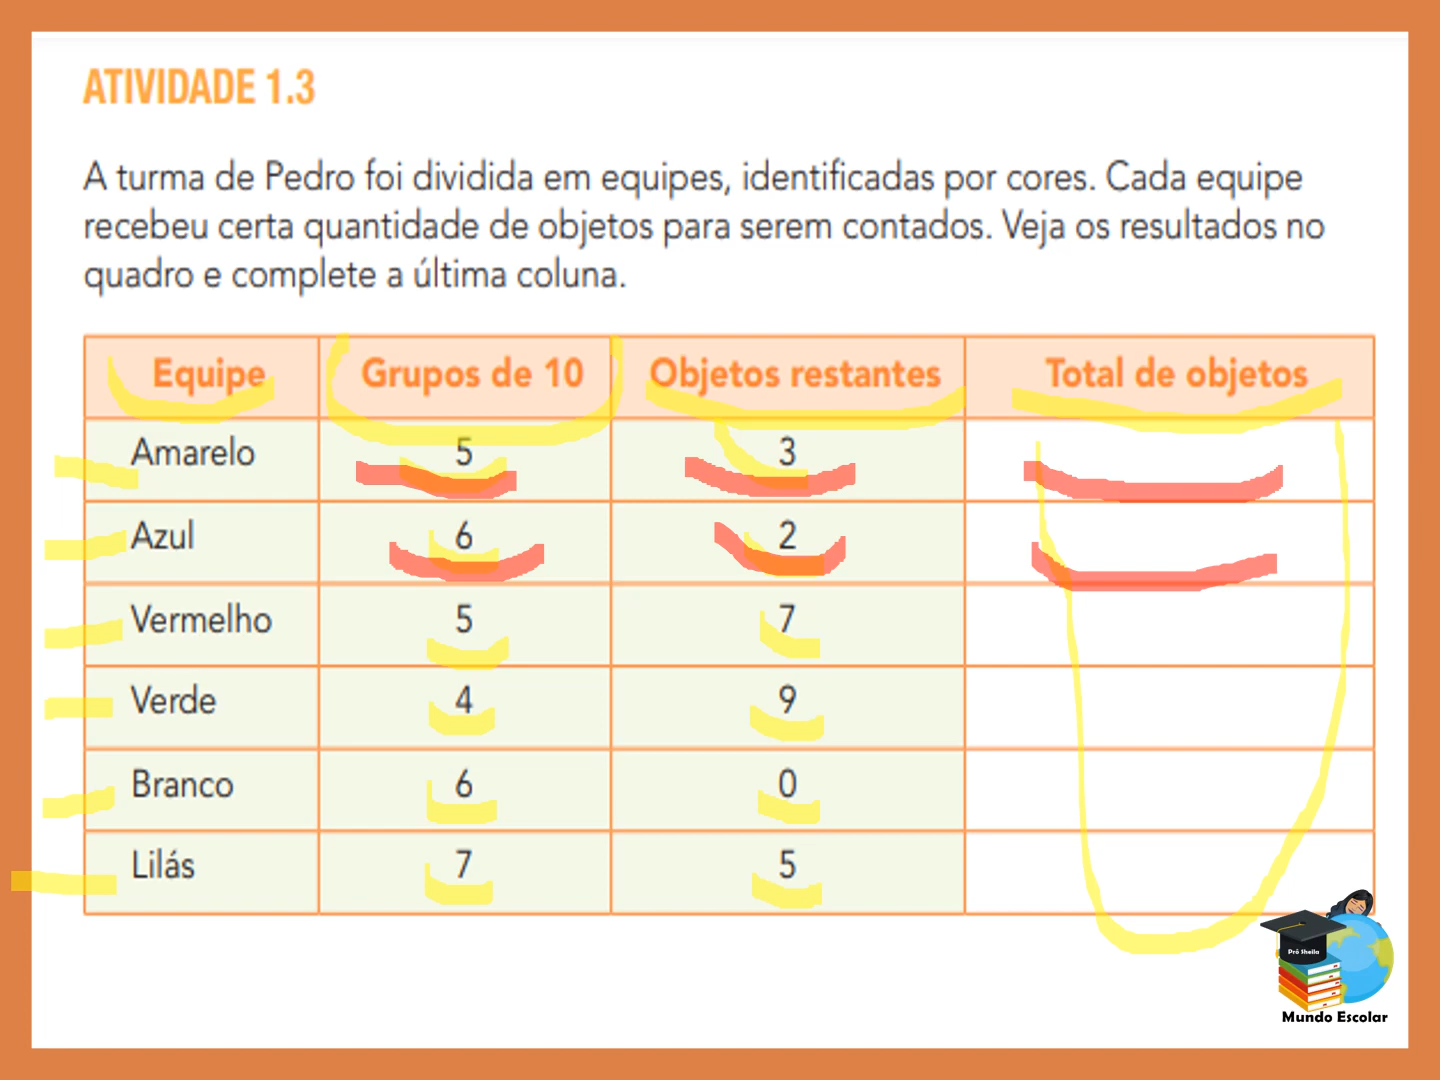 ATIVIDADE 1.3
A turma de Pedro foi dividida em equipes, identificadas por cores. Cada equipe
recebeu certa quantidade de objetos para serem contados. Veja os resultados no
quadro e complete a última coluna.
Equipe Grupos de 10 Objetos restantes Total de objetos
Amarelo 5 3
Azul 6 2
Vermelho 5 7
Verde 4 9
Branco 6 0
Lilás 7 5
Prô Sheila
Mundo Escolar